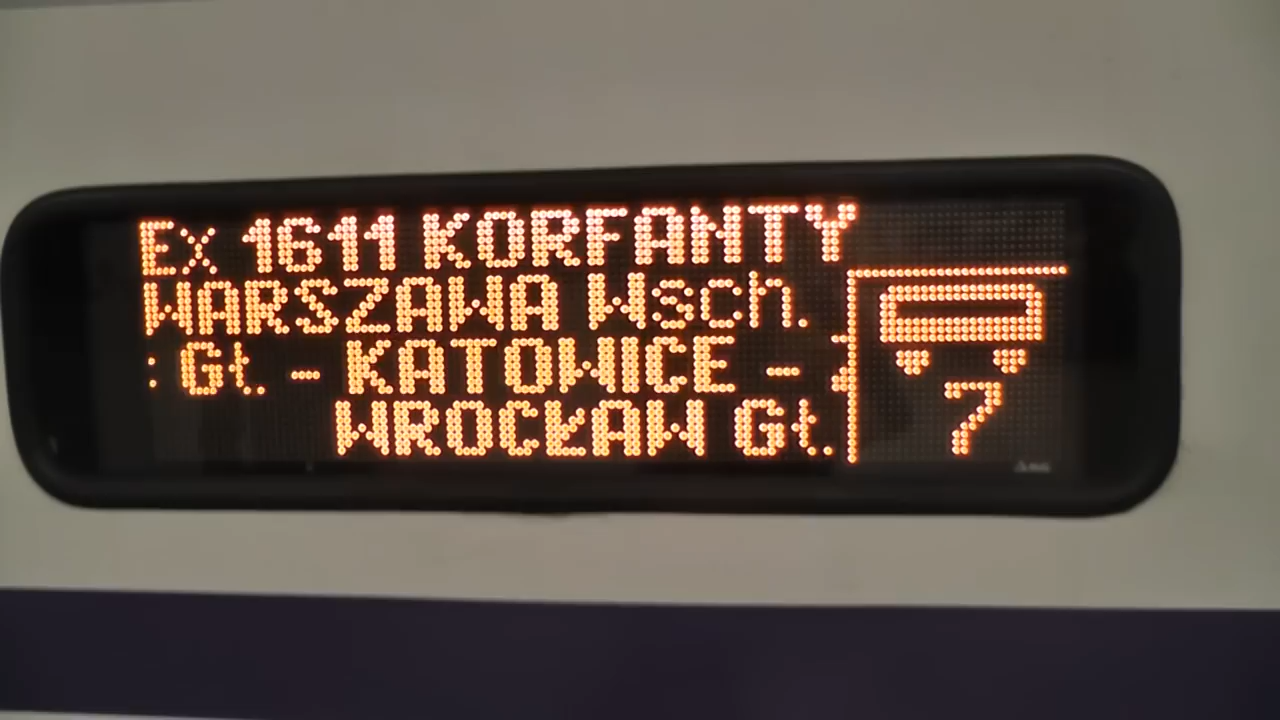 Ex 1611 KORFANTY
WARSZAWA Wsch.
: Gł. - KATOWICE -
WROCŁAW Gł.
7